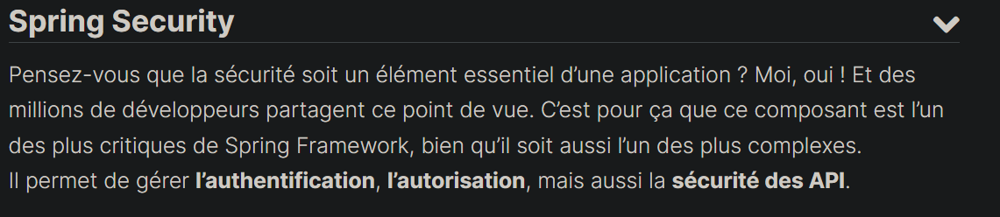 Spring Security
Pensez-vous que la sécurité soit un élément essentiel d’une application ? Moi, oui ! Et des
millions de développeurs partagent ce point de vue. C’est pour ça que ce composant est l’un
des plus critiques de Spring Framework, bien qu’il soit aussi l’un des plus complexes.
Il permet de gérer l’authentification, l’autorisation, mais aussi la sécurité des API.